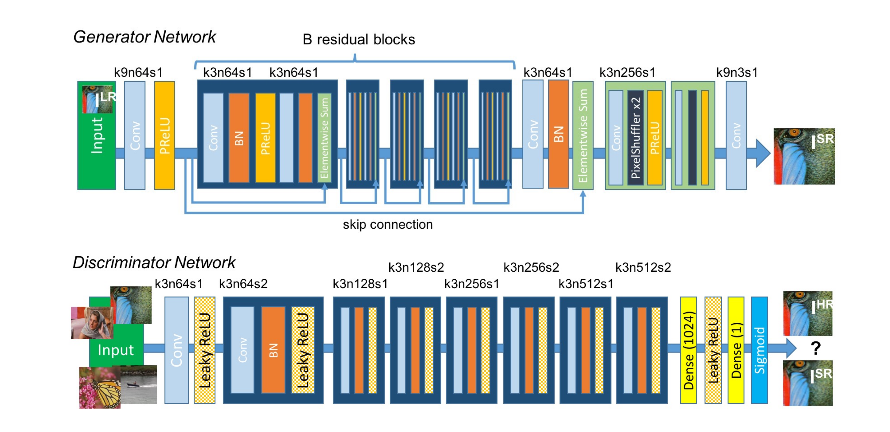 Generator Network
B residual blocks
k9n64s1
k3n64s1
k3n64s1
k3n64s1
k3n256s1
k9n3s1
I LR
Input
Conv
PReLU
Conv
BN
PReLU
Elementwise Sum
Conv
BN
Elementwise Sum
Conv
PixelShuffler x2
PReLU
Conv
I SR
skip connection
Discriminator Network
k3n128s2
k3n256s2
k3n512s2
k3n64s1
k3n64s2
k3n128s1
k3n256s1
k3n512s1
Input
Conv
Leaky ReLU
Conv
BN
Leaky ReLU
Dense (1024)
Leaky ReLU
Dense (1)
Sigmoid
I HR
?
I SR